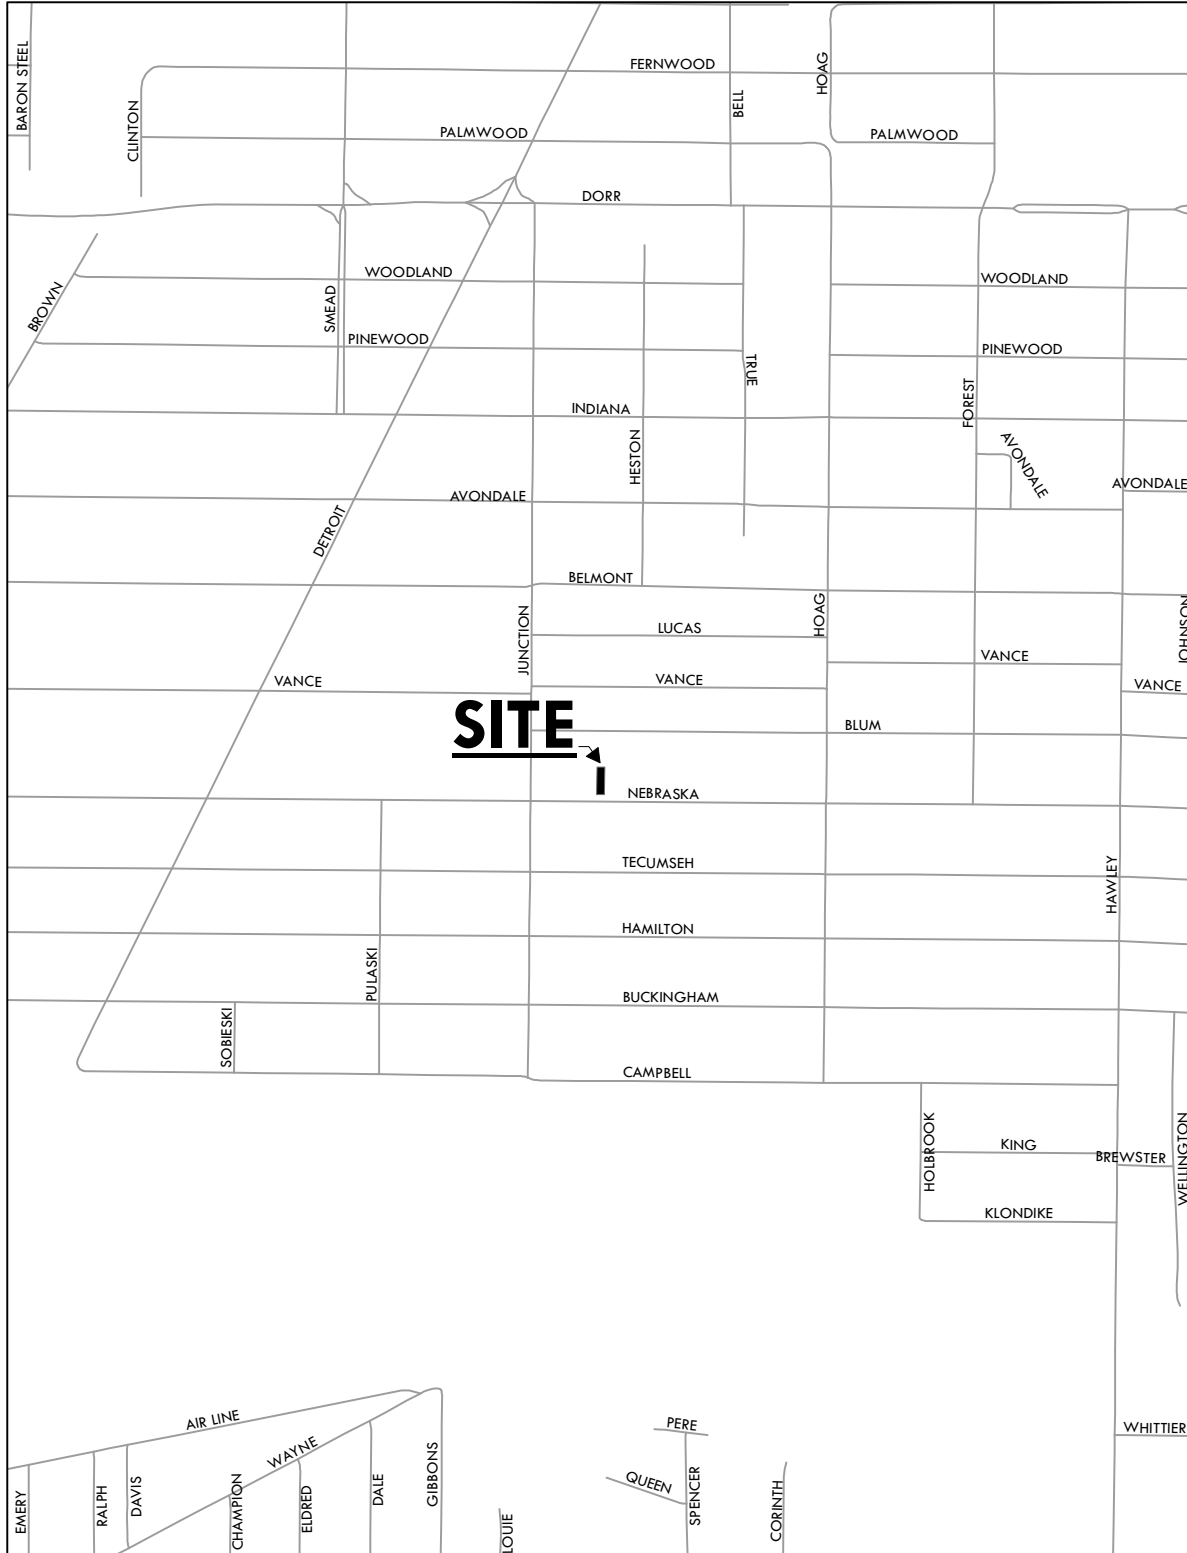 BARON STEEL
CLINTON
FERNWOOD
BELL
HOAG
PALMWOOD
PALMWOOD
DORR
BROWN
WOODLAND
WOODLAND
SMEAD
PINEWOOD
PINEWOOD
TRUE
INDIANA
FOREST
HESTON
AVONDALE
AVONDALE
AVONDALE
DETROIT
BELMONT
JUNCTION
LUCAS
HOAG
JOHNSON
VANCE
VANCE
VANCE
VANCE
SITE
BLUM
NEBRASKA
TECUMSEH
HAWLEY
HAMILTON
PULASKI
BUCKINGHAM
SOBIESKI
CAMPBELL
HOLBROOK
KING
BREWSTER
WELLINGTON
KLONDIKE
AIR LINE
WAYNE
PERE
WHITTIER
QUEEN
EMERY
RALPH
DAVIS
CHAMPION
ELDRED
DALE
GIBBONS
LOUIE
SPENCER
CORINTH